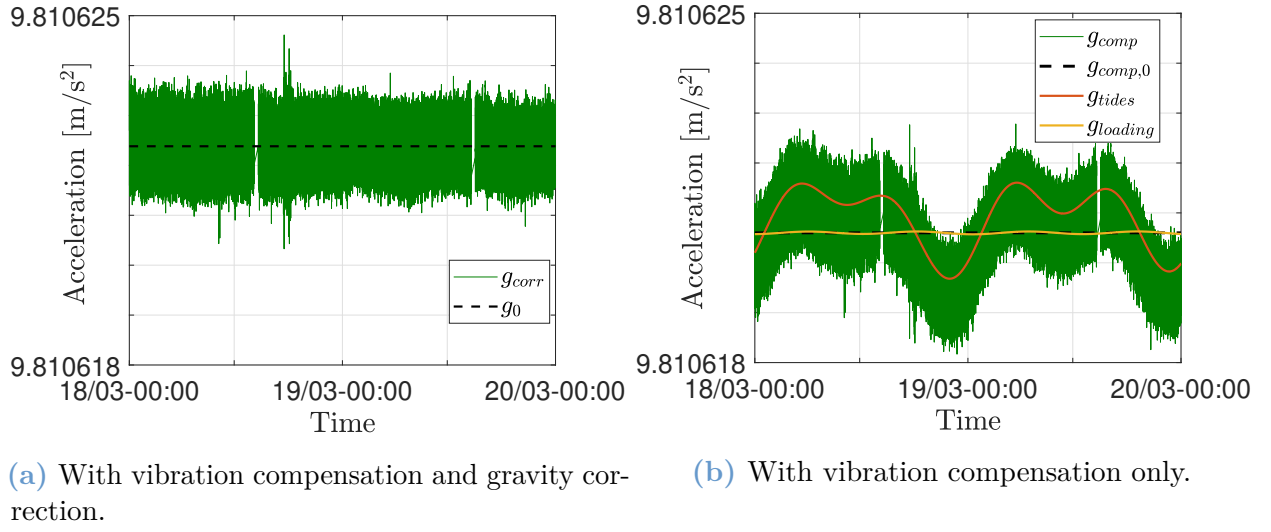 9.810625
Acceleration [m/s²]
g_corr
g_0
9.810618
18/03-00:00 19/03-00:00 20/03-00:00
Time
(a) With vibration compensation and gravity cor-
rection.
9.810625
Acceleration [m/s²]
g_comp
g_comp,0
g_tides
g_loading
9.810618
18/03-00:00 19/03-00:00 20/03-00:00
Time
(b) With vibration compensation only.